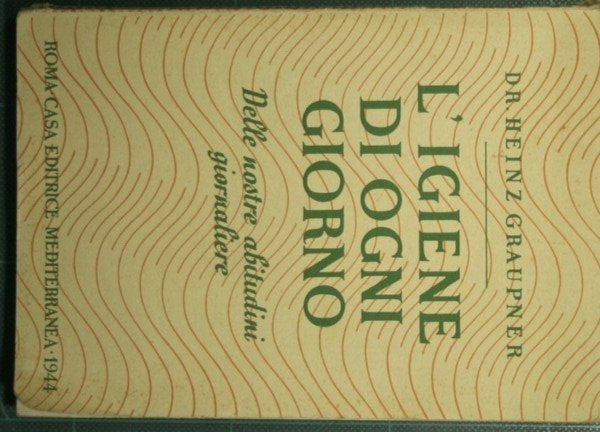 DR. HEINZ GRAUPNER
L'IGIENE
DI OGNI
GIORNO
Delle nostre abitudini
giornaliere
ROMA · CASA EDITRICE MEDITERRANEA · 1944